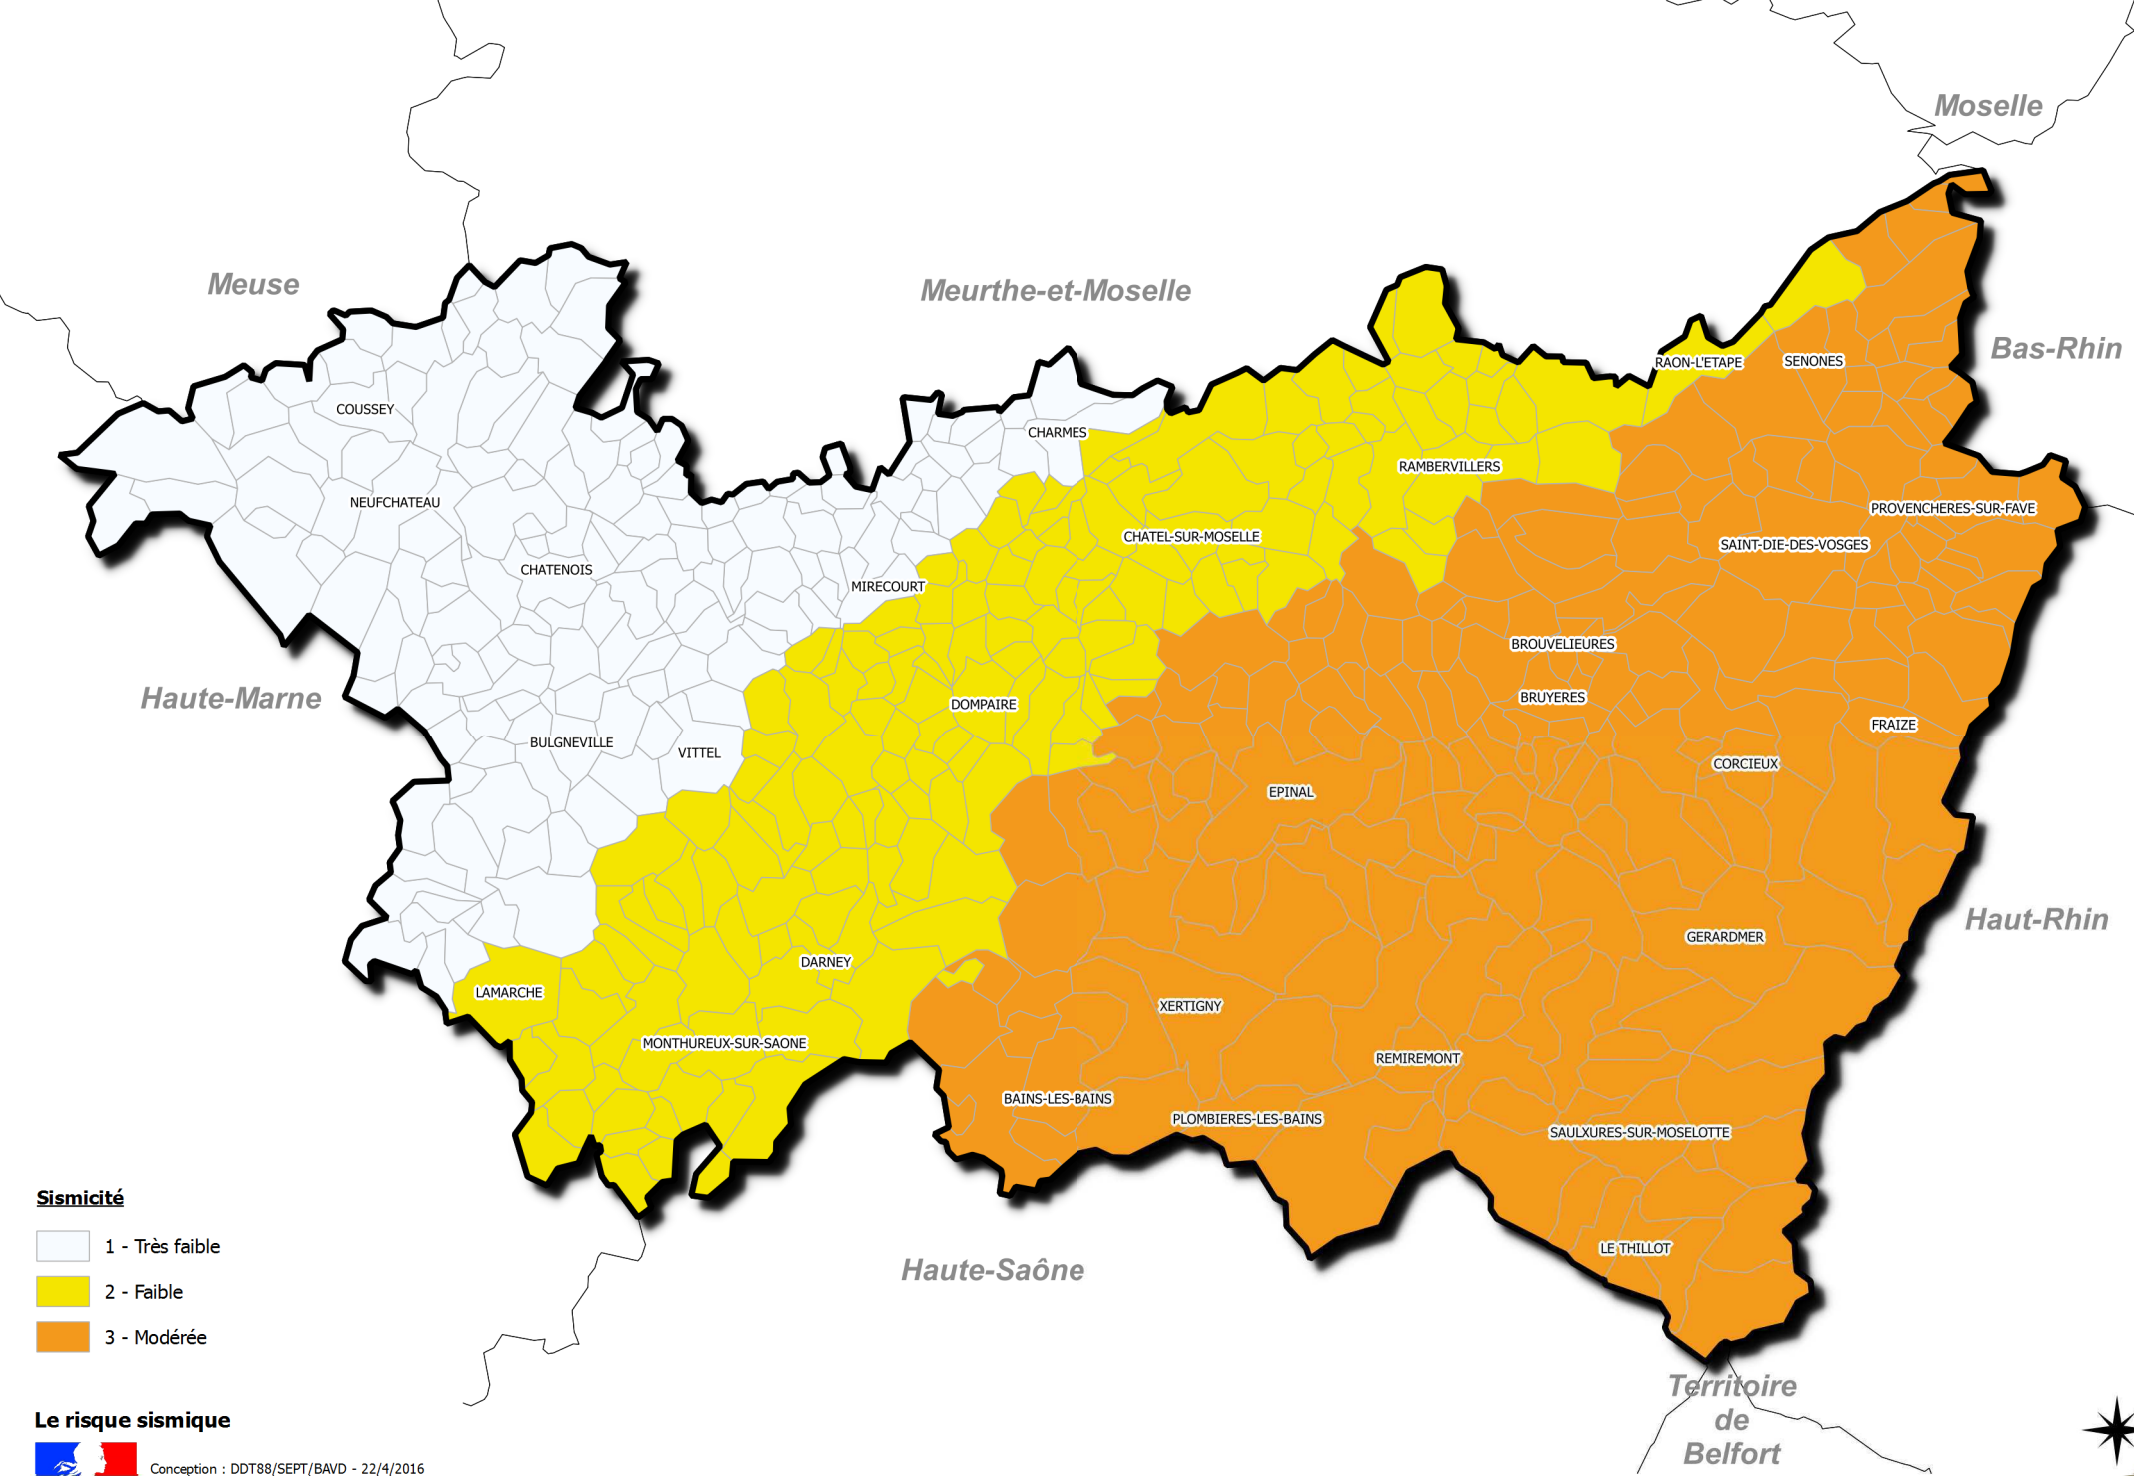 Moselle
Meuse
Meurthe-et-Moselle
Bas-Rhin
RAON-L'ETAPE
SENONES
COUSSEY
CHARMES
RAMBERVILLERS
NEUFCHATEAU
PROVENCHERES-SUR-FAVE
CHATEL-SUR-MOSELLE
SAINT-DIE-DES-VOSGES
CHATENOIS
MIRECOURT
BROUVELIEURES
Haute-Marne
BRUYERES
DOMPAIRE
FRAIZE
BULGNEVILLE
VITTEL
CORCIEUX
EPINAL
Haut-Rhin
GERARDMER
DARNEY
LAMARCHE
XERTIGNY
MONTHUREUX-SUR-SAONE
REMIREMONT
BAINS-LES-BAINS
PLOMBIERES-LES-BAINS
SAULXURES-SUR-MOSELOTTE
Sismicité
1 - Très faible
LE THILLOT
Haute-Saône
2 - Faible
3 - Modérée
Territoire
de
Belfort
Le risque sismique
Conception : DDT88/SEPT/BAVD - 22/4/2016